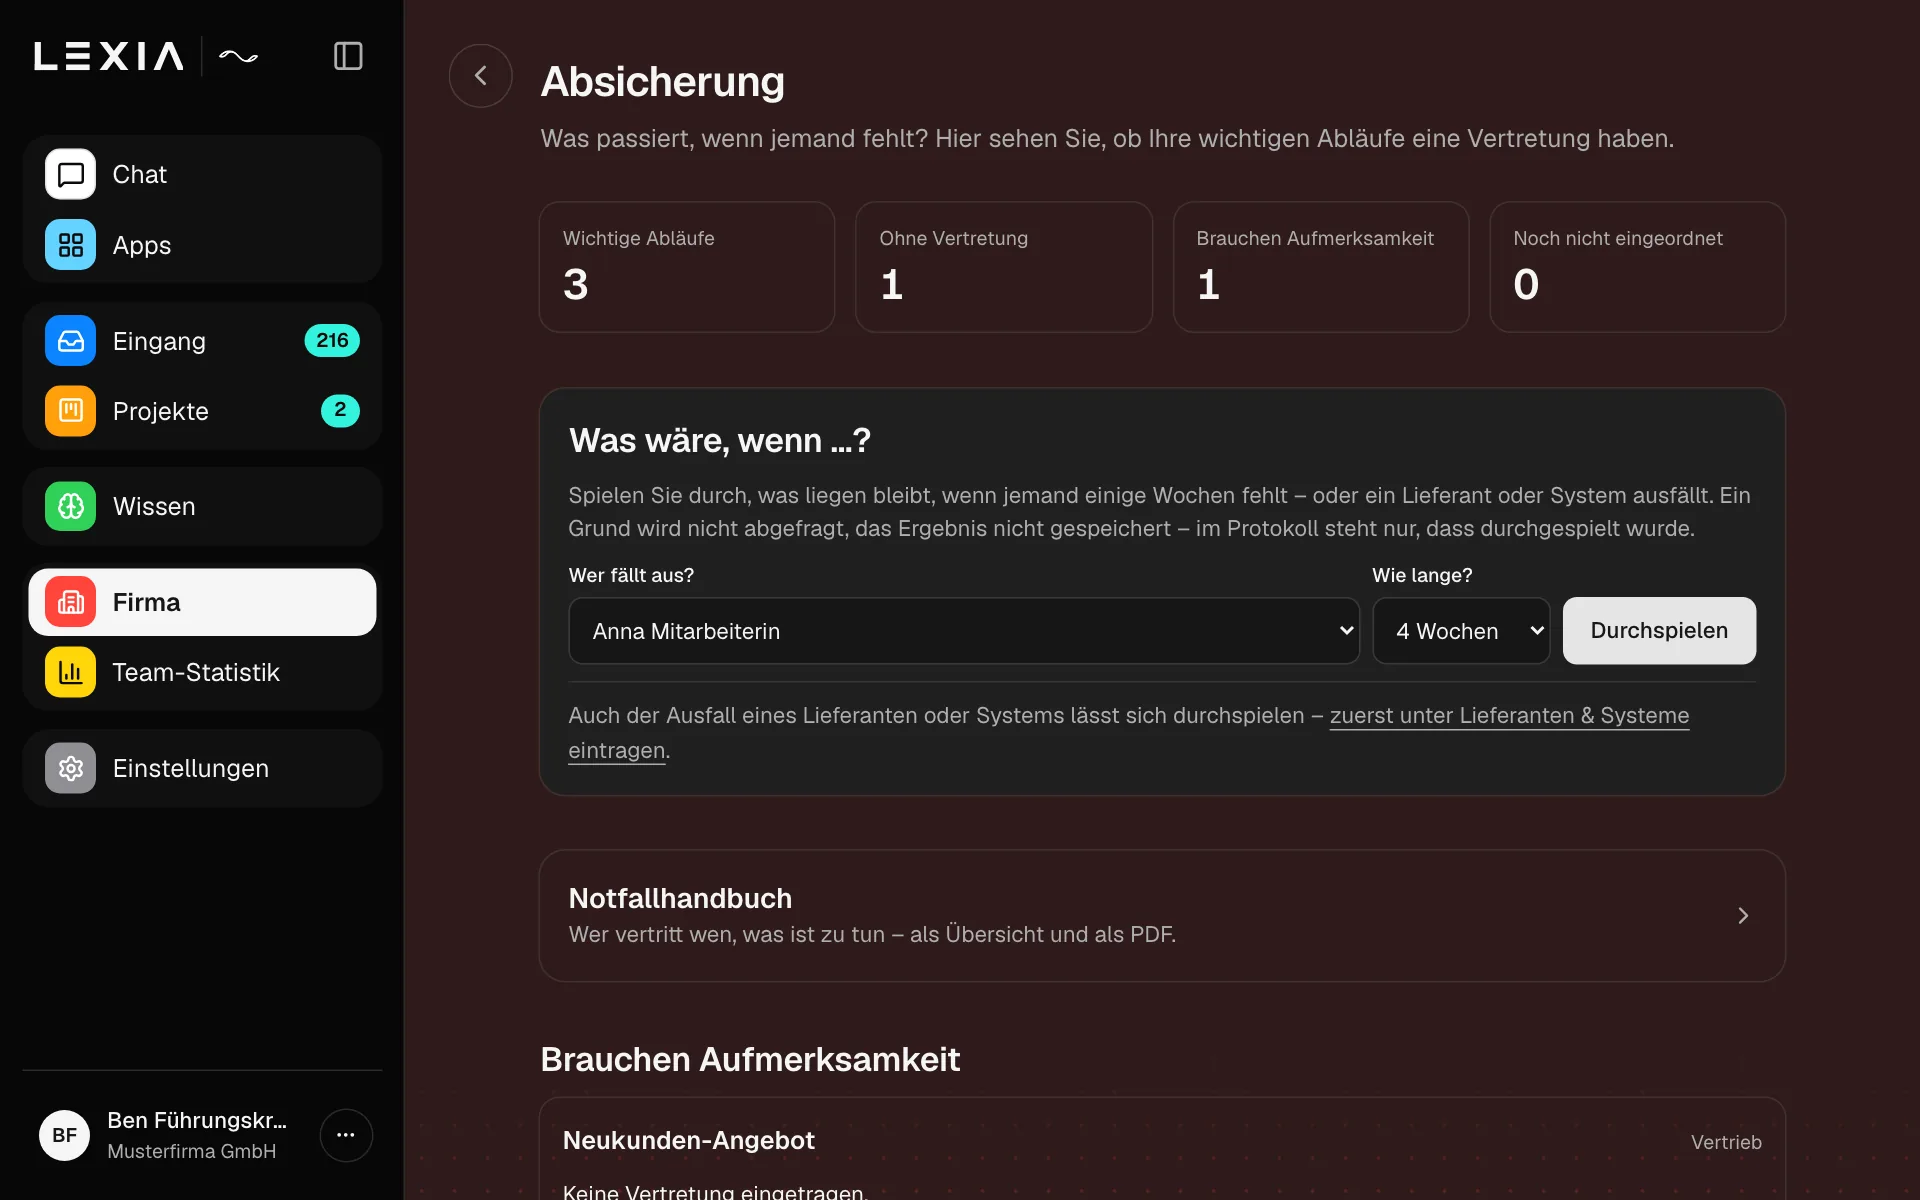 LEXIA
Chat
Apps
Eingang 216
Projekte 2
Wissen
Firma
Team-Statistik
Einstellungen
BF
Ben Führungskr...
Musterfirma GmbH
Absicherung
Was passiert, wenn jemand fehlt? Hier sehen Sie, ob Ihre wichtigen Abläufe eine Vertretung haben.
Wichtige Abläufe
3
Ohne Vertretung
1
Brauchen Aufmerksamkeit
1
Noch nicht eingeordnet
0
Was wäre, wenn ...?
Spielen Sie durch, was liegen bleibt, wenn jemand einige Wochen fehlt – oder ein Lieferant oder System ausfällt. Ein
Grund wird nicht abgefragt, das Ergebnis nicht gespeichert – im Protokoll steht nur, dass durchgespielt wurde.
Wer fällt aus?
Anna Mitarbeiterin
Wie lange?
4 Wochen
Durchspielen
Auch der Ausfall eines Lieferanten oder Systems lässt sich durchspielen – zuerst unter Lieferanten & Systeme
eintragen.
Notfallhandbuch
Wer vertritt wen, was ist zu tun – als Übersicht und als PDF.
Brauchen Aufmerksamkeit
Neukunden-Angebot
Vertrieb
Keine Vertretung eingetragen.